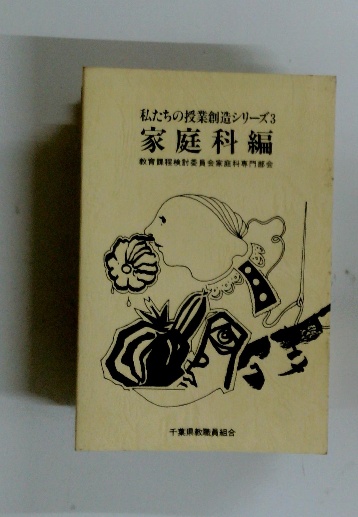 私たちの授業創造シリーズ3
家庭科編
教育課程検討委員会家庭科専門部会
千葉県教職員組合